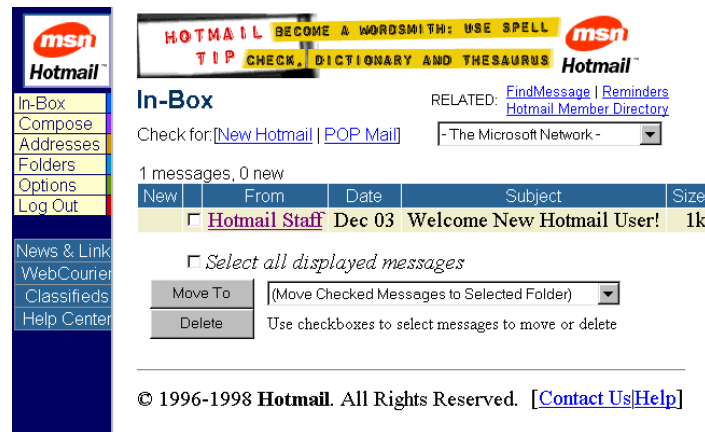 msn
Hotmail™
In-Box
Compose
Addresses
Folders
Options
Log Out
News & Link
WebCourier
Classifieds
Help Center
HOTMAIL BECOME A WORDSMITH: USE SPELL
TIP CHECK, DICTIONARY AND THESAURUS
msn
Hotmail™
In-Box
RELATED: FindMessage | Reminders
Hotmail Member Directory
Check for:[New Hotmail | POP Mail]
- The Microsoft Network -
1 messages, 0 new
New From Date Subject Size
Hotmail Staff Dec 03 Welcome New Hotmail User! 1k
Select all displayed messages
Move To (Move Checked Messages to Selected Folder)
Delete Use checkboxes to select messages to move or delete
© 1996-1998 Hotmail. All Rights Reserved. [Contact Us|Help]